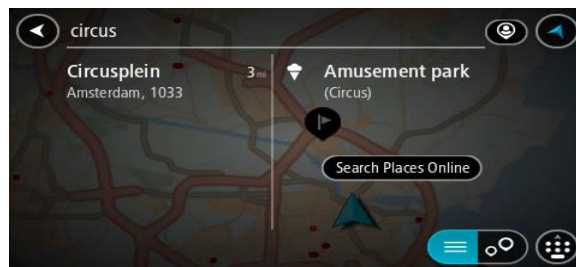 circus
Circusplein
3 mi
Amsterdam, 1033
Amusement park
(Circus)
Search Places Online